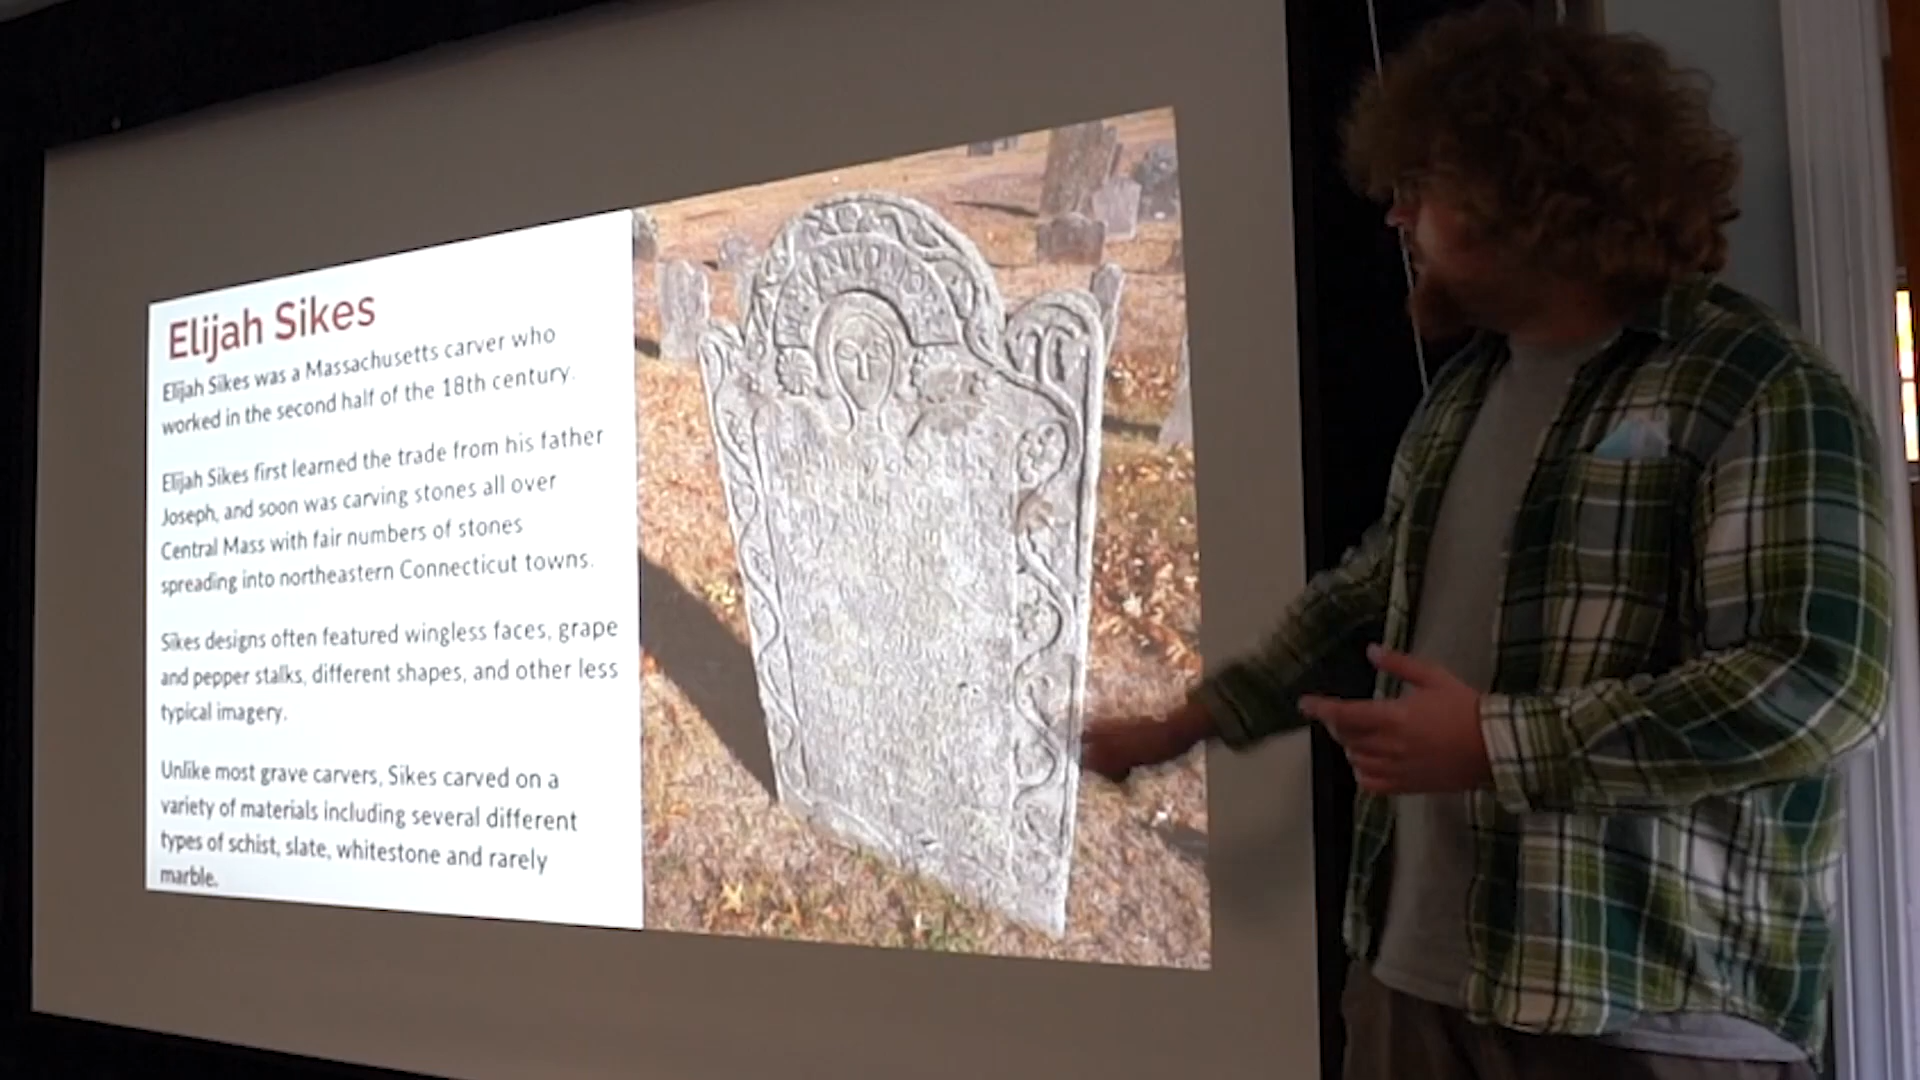 Elijah Sikes
Elijah Sikes was a Massachusetts carver who
worked in the second half of the 18th century.
Elijah Sikes first learned the trade from his father
Joseph, and soon was carving stones all over
Central Mass with fair numbers of stones
spreading into northeastern Connecticut towns.
Sikes designs often featured wingless faces, grape
and pepper stalks, different shapes, and other less
typical imagery.
Unlike most grave carvers, Sikes carved on a
variety of materials including several different
types of schist, slate, whitestone and rarely
marble.